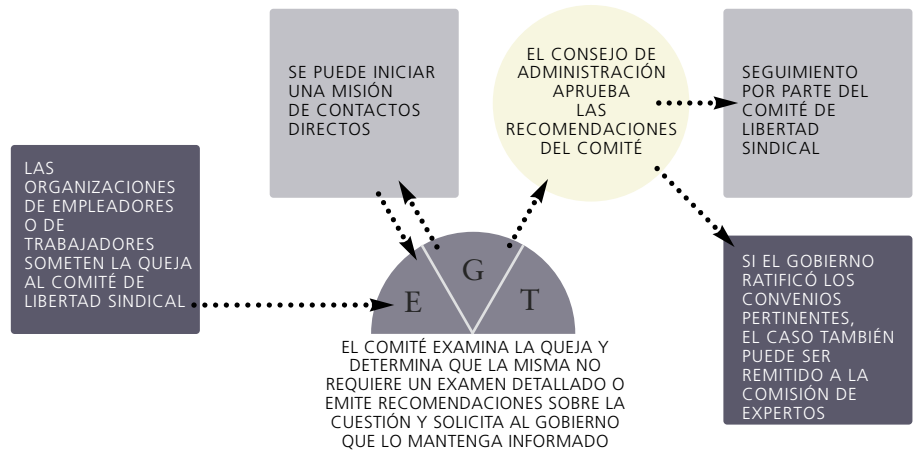 LAS
ORGANIZACIONES
DE EMPLEADORES
O DE
TRABAJADORES
SOMETEN LA QUEJA
AL COMITÉ DE
LIBERTAD SINDICAL
SE PUEDE INICIAR
UNA MISIÓN
DE CONTACTOS
DIRECTOS
E
G
T
EL COMITÉ EXAMINA LA QUEJA Y
DETERMINA QUE LA MISMA NO
REQUIERE UN EXAMEN DETALLADO O
EMITE RECOMENDACIONES SOBRE LA
CUESTIÓN Y SOLICITA AL GOBIERNO
QUE LO MANTENGA INFORMADO
EL CONSEJO DE
ADMINISTRACIÓN
APRUEBA
LAS
RECOMENDACIONES
DEL COMITÉ
SEGUIMIENTO
POR PARTE DEL
COMITÉ DE
LIBERTAD
SINDICAL
SI EL GOBIERNO
RATIFICÓ LOS
CONVENIOS
PERTINENTES,
EL CASO TAMBIÉN
PUEDE SER
REMITIDO A LA
COMISIÓN DE
EXPERTOS